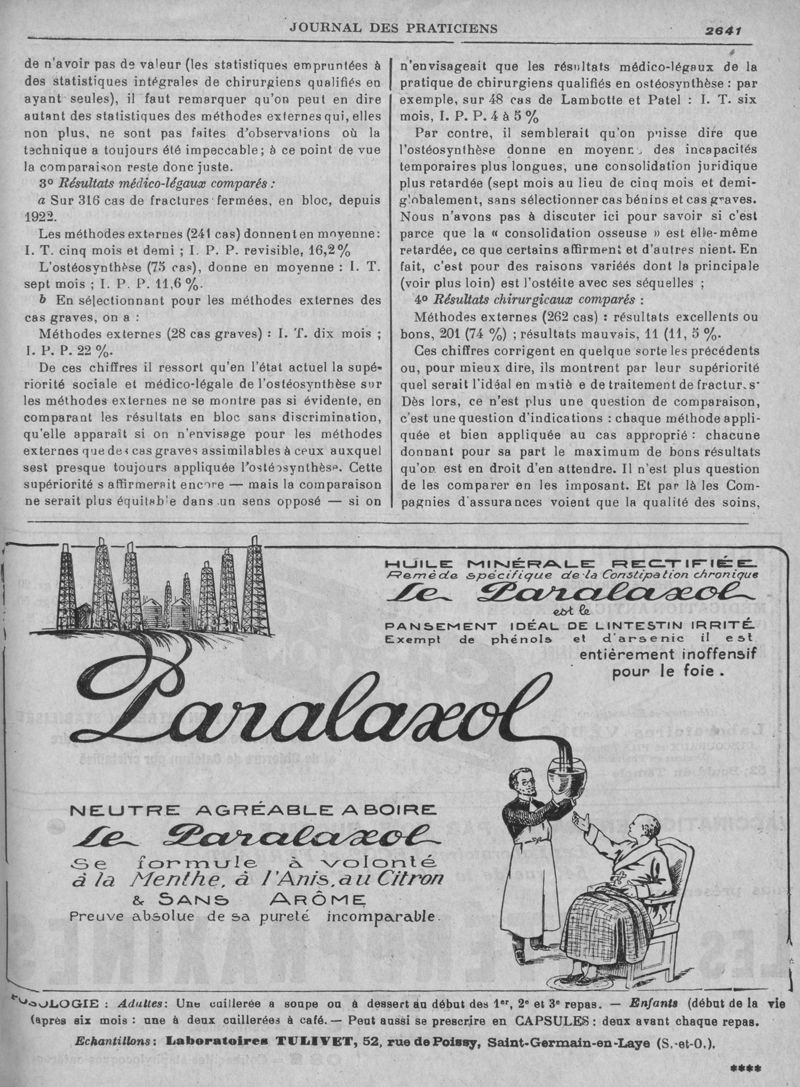 JOURNAL DES PRATICIENS
2641
de n'avoir pas de valeur (les statistiques empruntées à
des statistiques intégrales de chirurgiens qualifiés en
ayant seules), il faut remarquer qu'on peut en dire
autant des statistiques des méthodes externes qui, elles
non plus, ne sont pas faites d'observations où la
technique a toujours été impeccable; à ce point de vue
la comparaison reste donc juste.
3º Résultats médico-légaux comparés :
a Sur 316 cas de fractures fermées, en bloc, depuis
1922.
Les méthodes externes (241 cas) donnent en moyenne:
I. T. cinq mois et demi ; I. P. P. revisible, 16,2 %
L'ostéosynthèse (75 cas), donne en moyenne : I. T.
sept mois ; I. P. P. 11,6 %.
b En sélectionnant pour les méthodes externes des
cas graves, on a :
Méthodes externes (28 cas graves) : I. T. dix mois ;
I. P. P. 22 %.
De ces chiffres il ressort qu'en l'état actuel la supé-
riorité sociale et médico-légale de l'ostéosynthèse sur
les méthodes externes ne se montre pas si évidente, en
comparant les résultats en bloc sans discrimination,
qu'elle apparaît si on n'envisage pour les méthodes
externes que des cas graves assimilables à ceux auxquel
sest presque toujours appliquée l'ostéosynthèse. Cette
supériorité s affirmerait encore — mais la comparaison
ne serait plus équitable dans un sens opposé — si on
n'envisageait que les résultats médico-légaux de la
pratique de chirurgiens qualifiés en ostéosynthèse : par
exemple, sur 48 cas de Lambotte et Patel : I. T. six
mois, I. P. P. 4 à 5 %
Par contre, il semblerait qu'on puisse dire que
l'ostéosynthèse donne en moyenn , des incapacités
temporaires plus longues, une consolidation juridique
plus retardée (sept mois au lieu de cinq mois et demi-
globalement, sans sélectionner cas bénins et cas graves.
Nous n'avons pas à discuter ici pour savoir si c'est
parce que la « consolidation osseuse » est elle-même
retardée, ce que certains affirment et d'autres nient. En
fait, c'est pour des raisons variéés dont la principale
(voir plus loin) est l'ostéite avec ses séquelles ;
4º Résultats chirurgicaux comparés :
Méthodes externes (262 cas) : résultats excellents ou
bons, 201 (74 %) ; résultats mauvais, 11 (11, 5 %.
Ces chiffres corrigent en quelque sorte les précédents
ou, pour mieux dire, ils montrent par leur supériorité
quel serait l'idéal en matiè e de traitement de fractur.s·
Dès lors, ce n'est plus une question de comparaison,
c'est une question d'indications : chaque méthode appli-
quée et bien appliquée au cas approprié : chacune
donnant pour sa part le maximum de bons résultats
qu'on est en droit d'en attendre. Il n'est plus question
de les comparer en les imposant. Et par là les Com-
pagnies d'assurances voient que la qualité des soins,
HUILE MINÉRALE RECTIFIÉE
Remède spécifique de la Constipation chronique
Le Paralaxol
est le
PANSEMENT IDÉAL DE LINTESTIN IRRITÉ
Exempt de phénols et d'arsenic il est
entièrement inoffensif
pour le foie.
Paralaxol
NEUTRE AGRÉABLE A BOIRE
Le Paralaxol
Se formule à volonté
à la Menthe, à l'Anis, au Citron
& SANS ARÔME
Preuve absolue de sa pureté incomparable.
POSOLOGIE : Adultes: Une cuillerée a soupe ou à dessert au début des 1er, 2e et 3e repas. — Enfants (début de la vie
(après six mois : une à deux cuillerées à café. — Peut aussi se prescrire en CAPSULES : deux avant chaque repas.
Echantillons: Laboratoires TULIVET, 52, rue de Poissy, Saint-Germain-en-Laye (S.-et-O.).
****